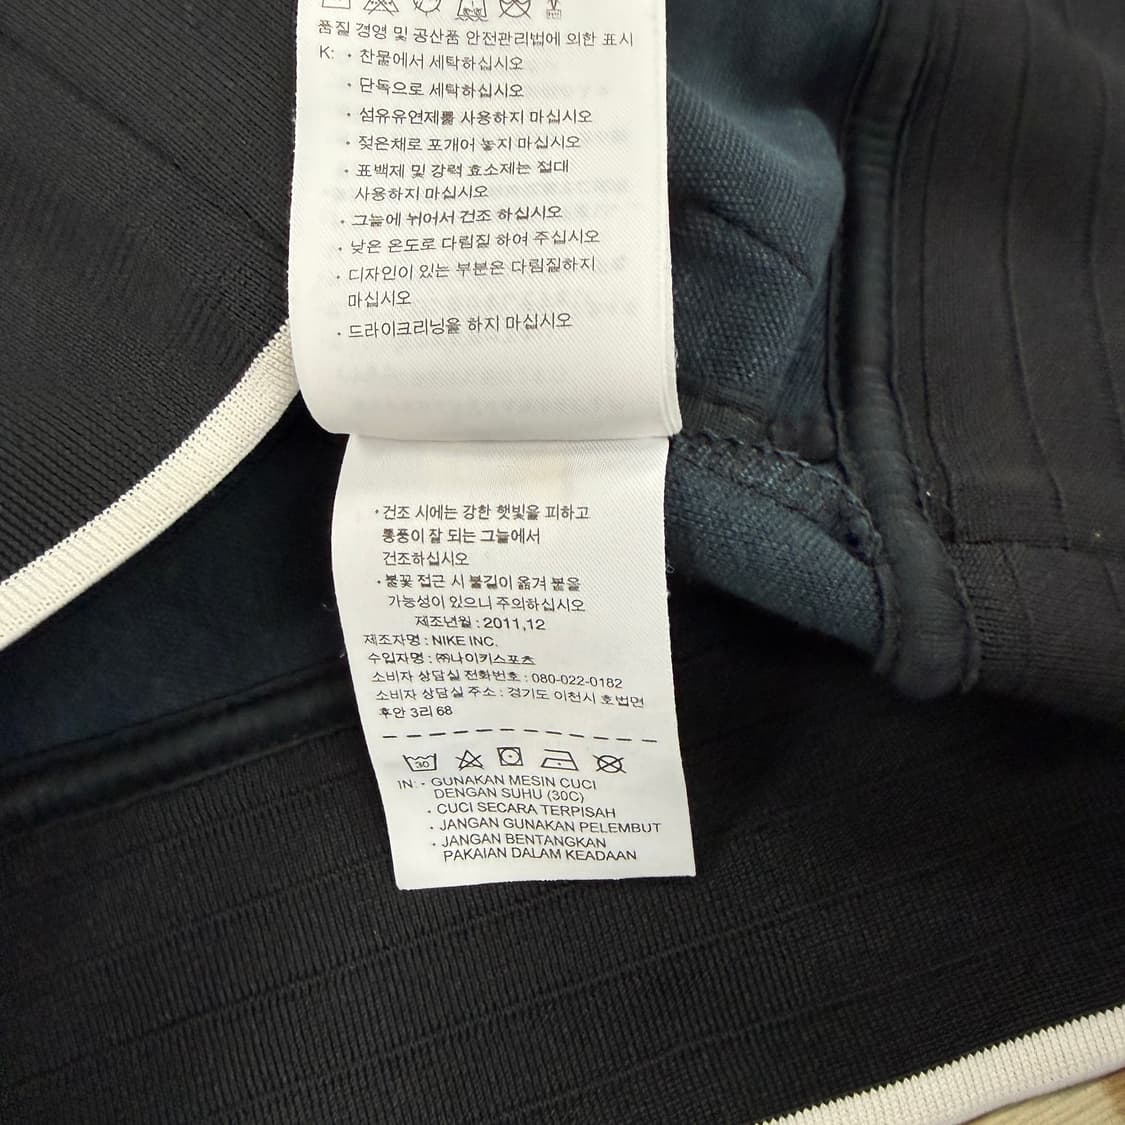 품질 경영 및 공산품 안전관리법에 의한 표시
K: · 찬물에서 세탁하십시오
· 단독으로 세탁하십시오
· 섬유유연제를 사용하지 마십시오
· 젖은채로 포개어 놓지 마십시오
· 표백제 및 강력 효소제는 절대
사용하지 마십시오
· 그늘에 뉘어서 건조 하십시오
· 낮은 온도로 다림질 하여 주십시오
· 디자인이 있는 부분은 다림질하지
마십시오
· 드라이크리닝을 하지 마십시오
· 건조 시에는 강한 햇빛을 피하고
통풍이 잘 되는 그늘에서
건조하십시오
· 불꽃 접근 시 불길이 옮겨 붙을
가능성이 있으니 주의하십시오
제조년월 : 2011,12
제조자명 : NIKE INC.
수입자명 : ㈜나이키스포츠
소비자 상담실 전화번호 : 080-022-0182
소비자 상담실 주소 : 경기도 이천시 호법면
후안 3리 68
30
IN: · GUNAKAN MESIN CUCI
DENGAN SUHU (30C)
· CUCI SECARA TERPISAH
· JANGAN GUNAKAN PELEMBUT
· JANGAN BENTANGKAN
PAKAIAN DALAM KEADAAN